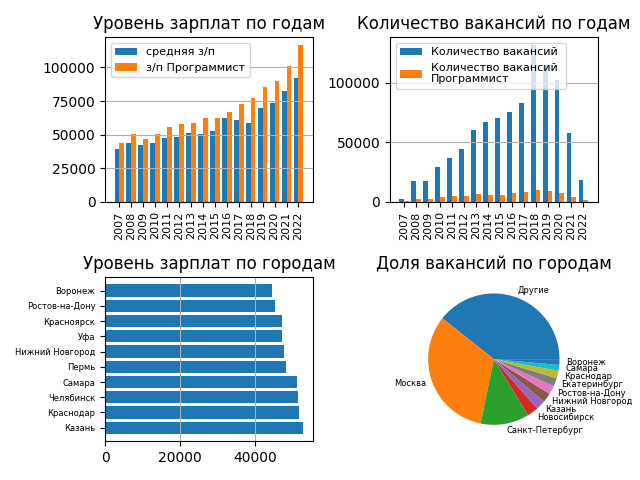 Уровень зарплат по годам
средняя з/п
з/п Программист
100000
75000
50000
25000
0
2007 2008 2009 2010 2011 2012 2013 2014 2015 2016 2017 2018 2019 2020 2021 2022
Количество вакансий по годам
Количество вакансий
Количество вакансий
Программист
100000
50000
0
2007 2008 2009 2010 2011 2012 2013 2014 2015 2016 2017 2018 2019 2020 2021 2022
Уровень зарплат по городам
Воронеж
Ростов-на-Дону
Красноярск
Уфа
Нижний Новгород
Пермь
Самара
Челябинск
Краснодар
Казань
0 20000 40000
Доля вакансий по городам
Другие
Москва
Санкт-Петербург
Новосибирск
Казань
Нижний Новгород
Ростов-на-Дону
Екатеринбург
Краснодар
Самара
Воронеж